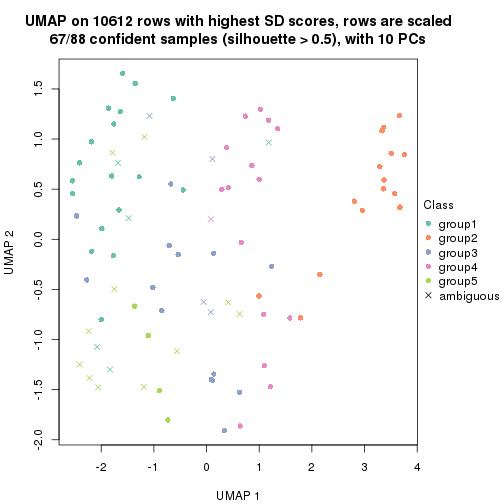 UMAP on 10612 rows with highest SD scores, rows are scaled
67/88 confident samples (silhouette > 0.5), with 10 PCs
UMAP 2
1.5
1.0
0.5
0.0
-0.5
-1.0
-1.5
-2.0
-2
-1
0
1
2
3
4
UMAP 1
Class
group1
group2
group3
group4
group5
ambiguous